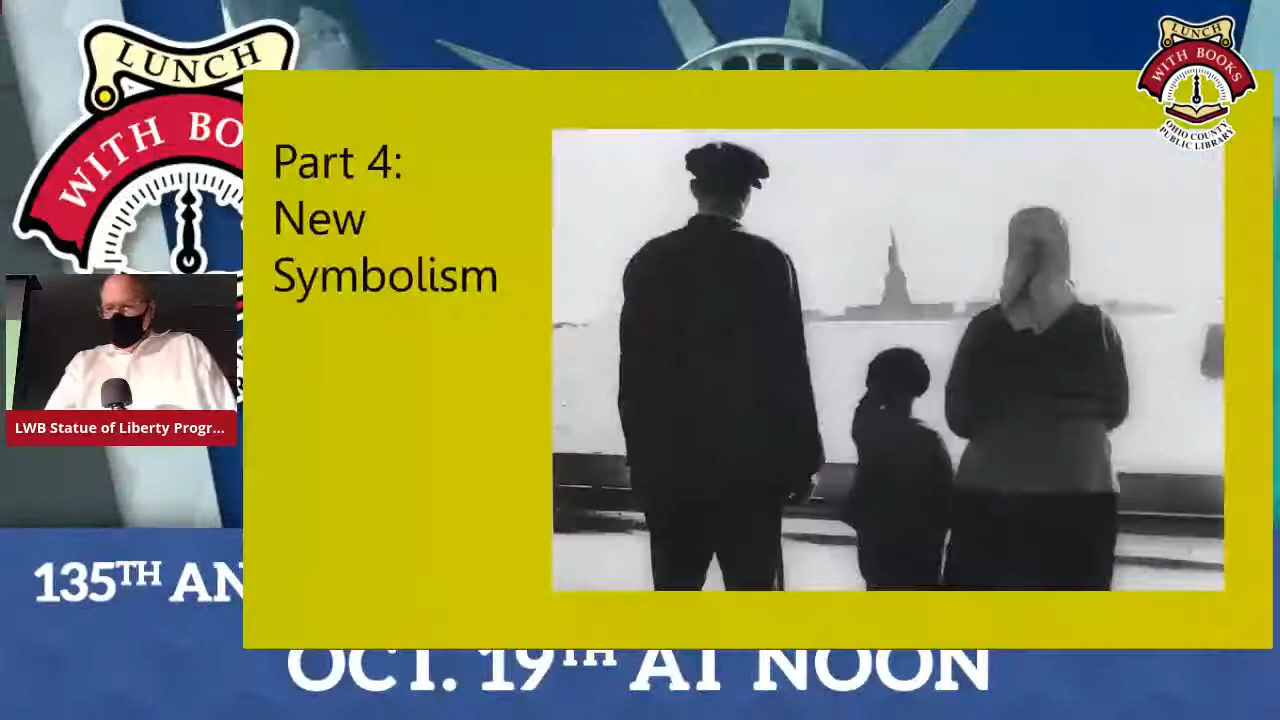 LUNCH
WITH BO
LUNCH
WITH BOOKS
OHIO COUNTY
PUBLIC LIBRARY
Part 4:
New
Symbolism
LWB Statue of Liberty Progr...
135TH AN
OCT. 19TH AT NOON